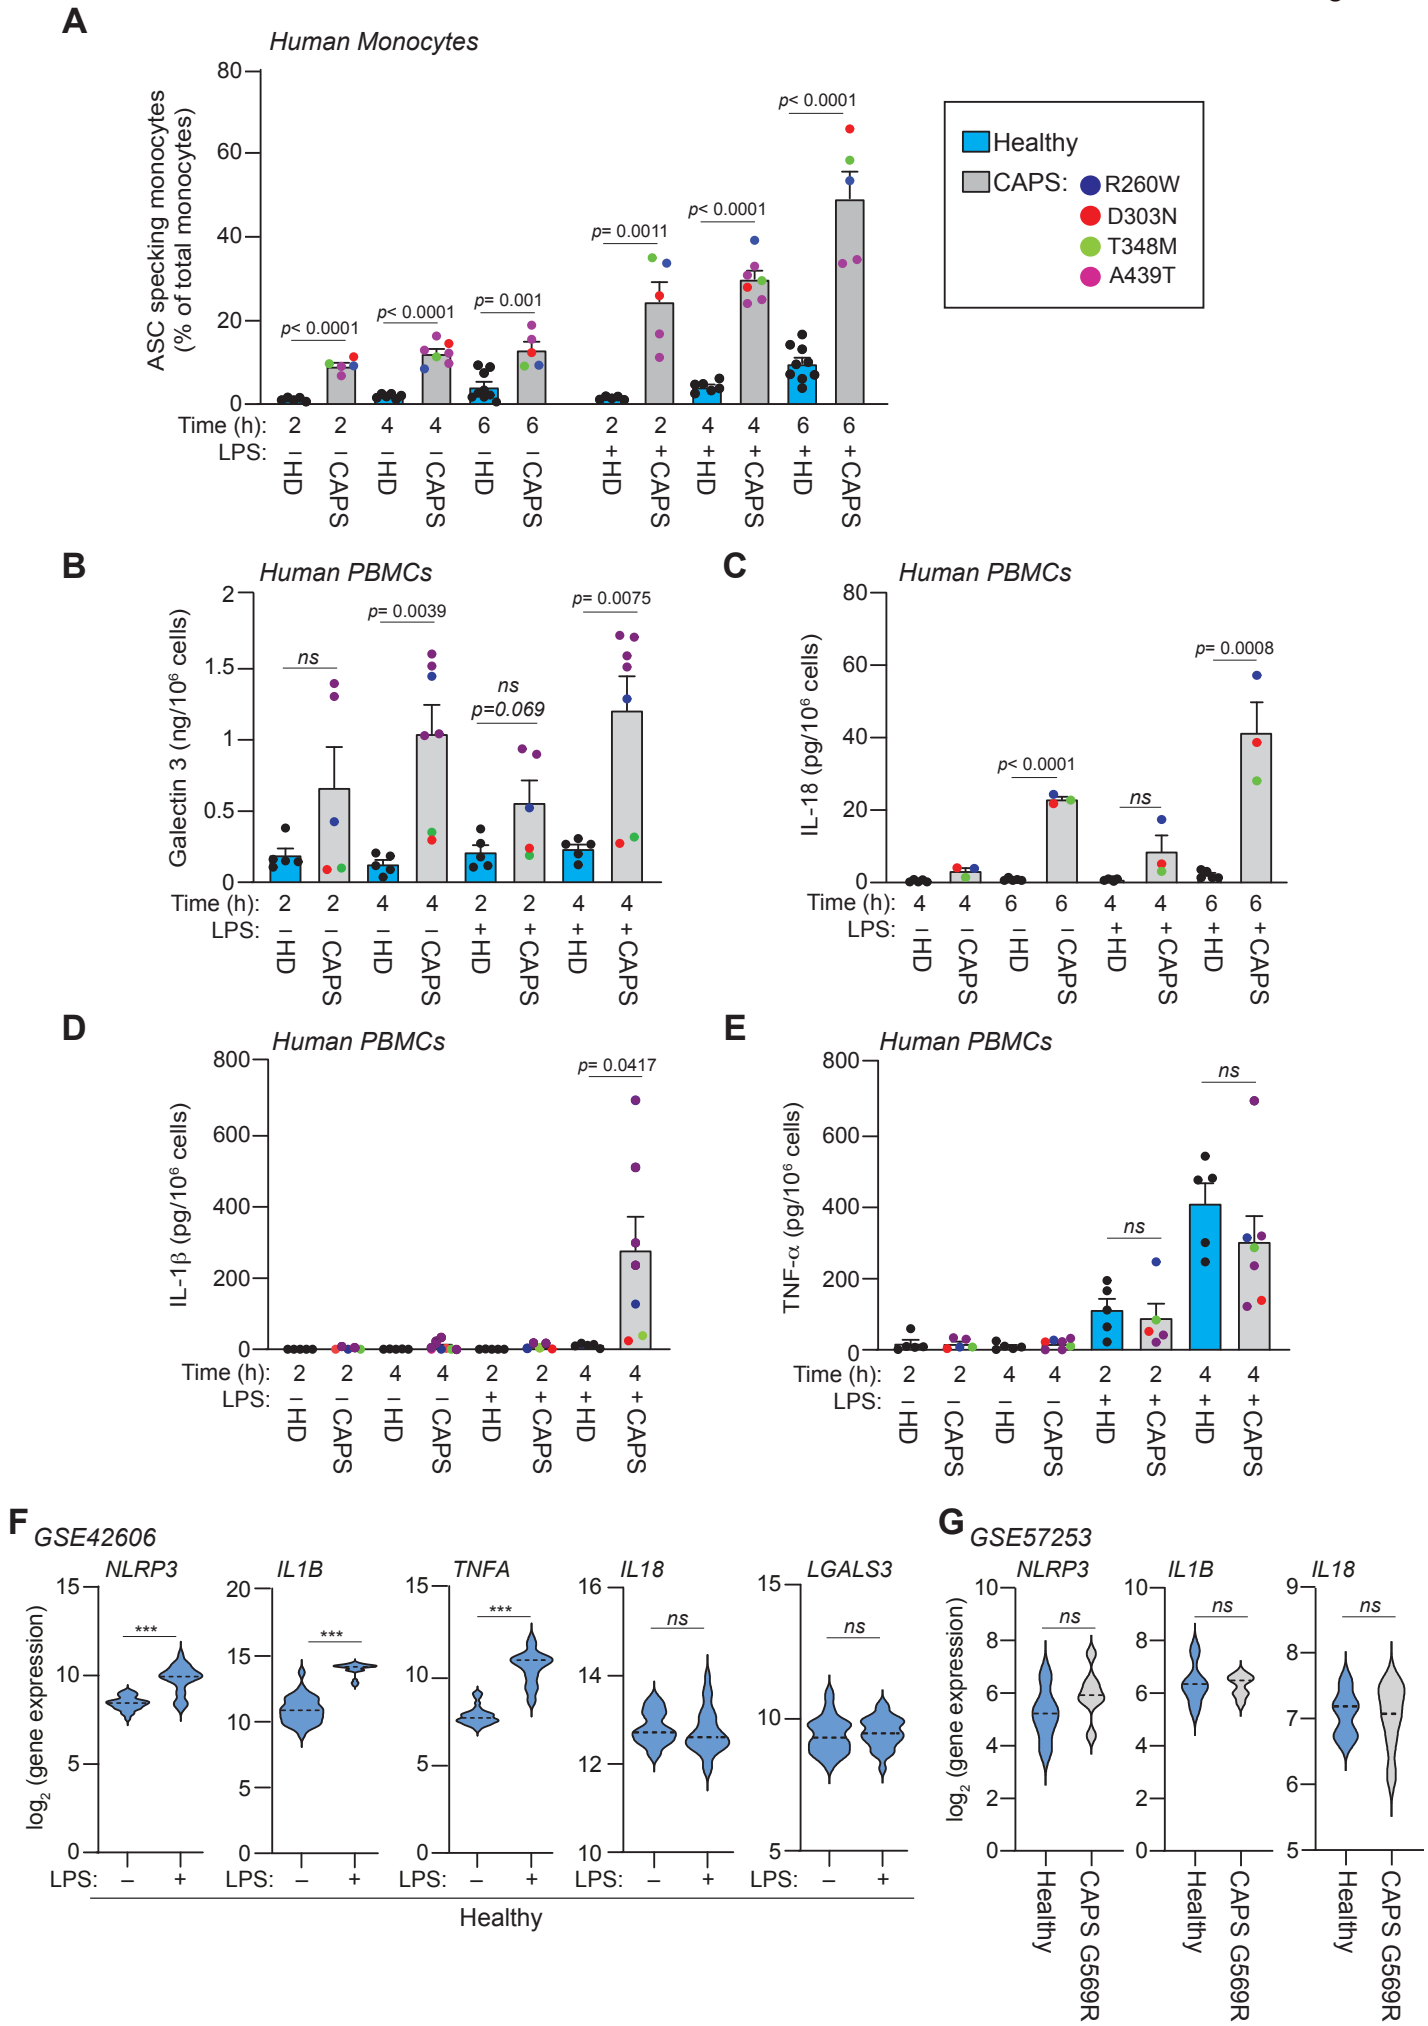 g
A
Human Monocytes
ASC specking monocytes
(% of total monocytes)
80
60
40
20
0
p< 0.0001
p< 0.0001
p= 0.001
p= 0.0011
p< 0.0001
p< 0.0001
Healthy
CAPS:
R260W
D303N
T348M
A439T
Time (h): 2 2 4 4 6 6 2 2 4 4 6 6
LPS: – – – – – – + + + + + +
HD CAPS HD CAPS HD CAPS HD CAPS HD CAPS HD CAPS
B
Human PBMCs
Galectin 3 (ng/10⁶ cells)
2
1.5
1
0.5
0
ns
p= 0.0039
ns
p=0.069
p= 0.0075
Time (h): 2 2 4 4 2 2 4 4
LPS: – – – – + + + +
HD CAPS HD CAPS HD CAPS HD CAPS
C
Human PBMCs
IL-18 (pg/10⁶ cells)
80
60
40
20
0
p< 0.0001
ns
p= 0.0008
Time (h): 4 4 6 6 4 4 6 6
LPS: – – – – + + + +
HD CAPS HD CAPS HD CAPS HD CAPS
D
Human PBMCs
IL-1β (pg/10⁶ cells)
800
600
400
200
0
p= 0.0417
Time (h): 2 2 4 4 2 2 4 4
LPS: – – – – + + + +
HD CAPS HD CAPS HD CAPS HD CAPS
E
Human PBMCs
TNF-α (pg/10⁶ cells)
800
600
400
200
0
ns
ns
Time (h): 2 2 4 4 2 2 4 4
LPS: – – – – + + + +
HD CAPS HD CAPS HD CAPS HD CAPS
F
GSE42606
log₂ (gene expression)
NLRP3
15
10
5
0
***
LPS: – +
IL1B
20
15
10
5
0
***
LPS: – +
TNFA
15
10
5
0
***
LPS: – +
IL18
16
14
12
10
ns
LPS: – +
LGALS3
15
10
5
ns
LPS: – +
Healthy
G
GSE57253
log₂ (gene expression)
NLRP3
10
8
6
4
2
0
ns
Healthy
CAPS G569R
IL1B
10
8
6
4
2
0
ns
Healthy
CAPS G569R
IL18
9
8
7
6
5
ns
Healthy
CAPS G569R